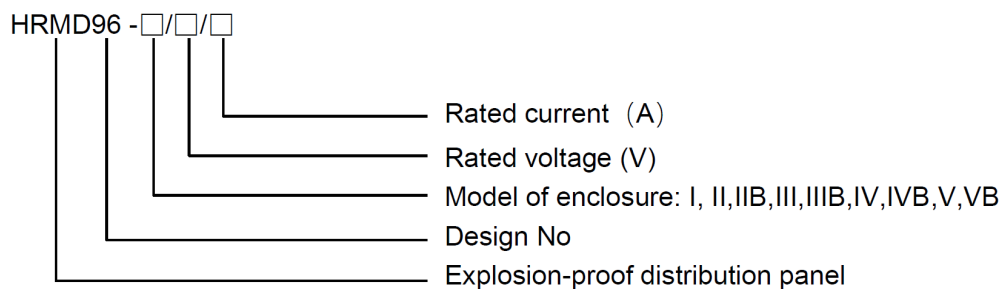 HRMD96 -□/□/□
Rated current（A）
Rated voltage (V)
Model of enclosure: I, II,IIB,III,IIIB,IV,IVB,V,VB
Design No
Explosion-proof distribution panel